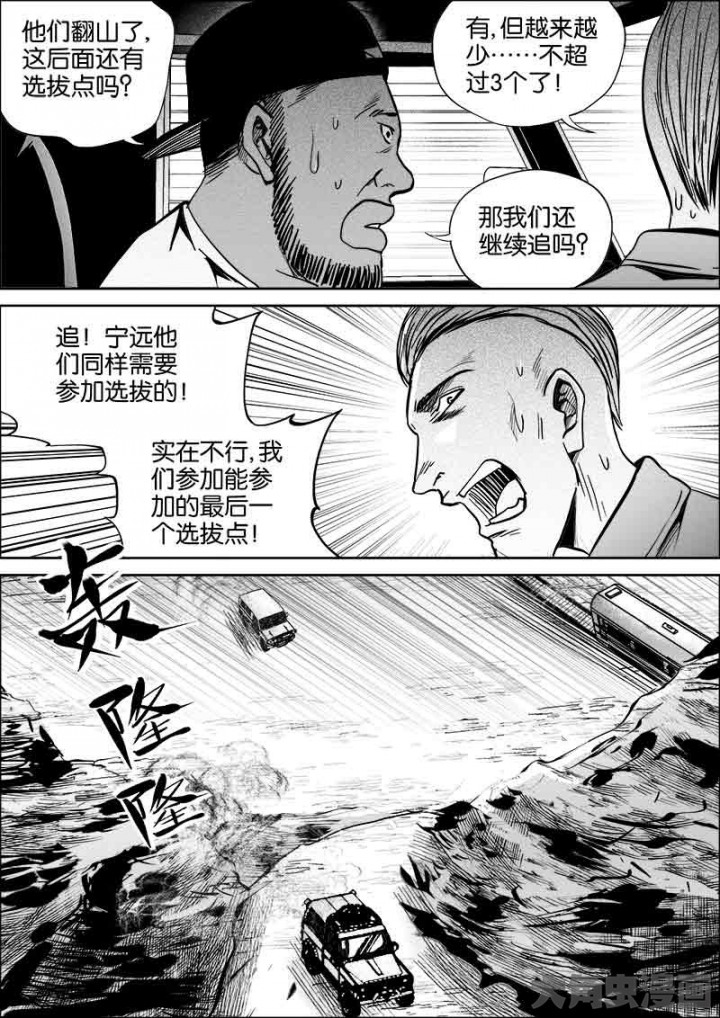 他们翻山了,
这后面还有
选拔点吗?
有,但越来越
少……不超
过3个了!
那我们还
继续追吗?
追!宁远他
们同样需要
参加选拔的!
实在不行,我
们参加能参
加的最后一
个选拔点!
轰
隆
隆
大角虫漫画